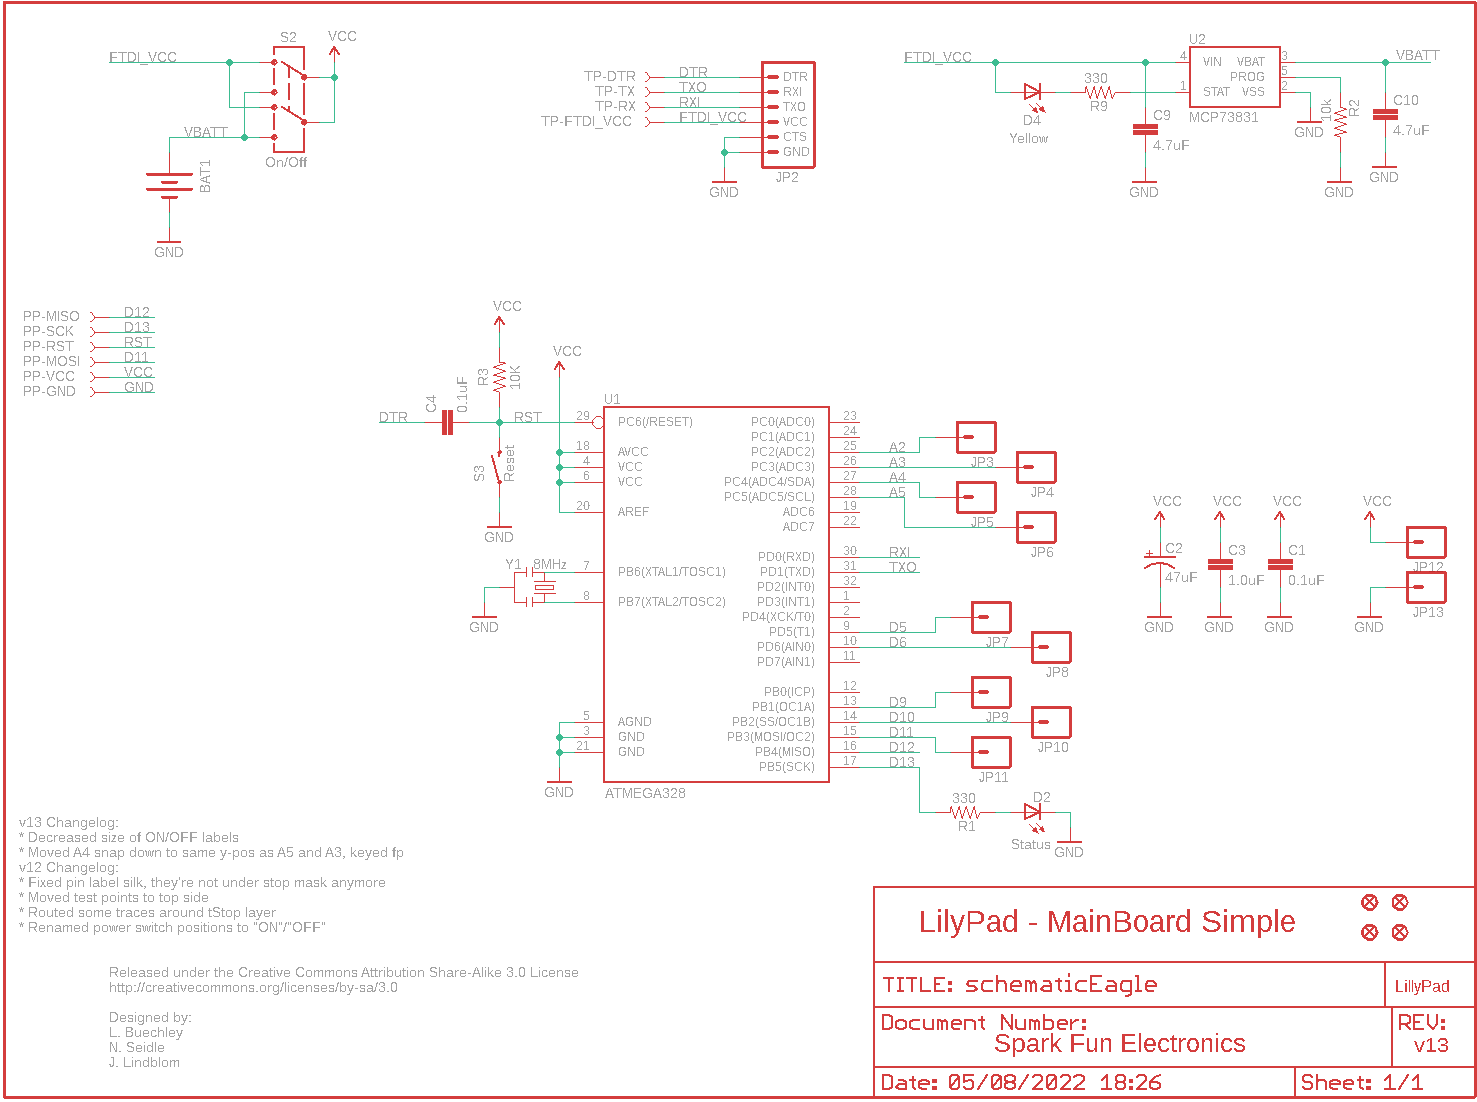 FTDI_VCC
S2
VCC
VBATT
On/Off
BAT1
GND
TP-DTR
TP-TX
TP-RX
TP-FTDI_VCC
DTR
TXO
RXI
FTDI_VCC
DTR
RXI
TXO
VCC
CTS
GND
JP2
GND
FTDI_VCC
D4
Yellow
330
R9
C9
4.7uF
GND
U2
4
1
VIN
STAT
VBAT
PROG
VSS
3
5
2
MCP73831
GND
10k
R2
GND
VBATT
C10
4.7uF
GND
PP-MISO D12
PP-SCK D13
PP-RST RST
PP-MOSI D11
PP-VCC VCC
PP-GND GND
VCC
R3
10K
DTR
C4
0.1uF
RST
S3
Reset
GND
VCC
U1
29 PC6(/RESET)
18 AVCC
4 VCC
6 VCC
20 AREF
Y1 8MHz
GND
7 PB6(XTAL1/TOSC1)
8 PB7(XTAL2/TOSC2)
5 AGND
3 GND
21 GND
GND
ATMEGA328
PC0(ADC0) 23
PC1(ADC1) 24
PC2(ADC2) 25 A2
PC3(ADC3) 26 A3
PC4(ADC4/SDA) 27 A4
PC5(ADC5/SCL) 28 A5
ADC6 19
ADC7 22
PD0(RXD) 30 RXI
PD1(TXD) 31 TXO
PD2(INT0) 32
PD3(INT1) 1
PD4(XCK/T0) 2
PD5(T1) 9 D5
PD6(AIN0) 10 D6
PD7(AIN1) 11
PB0(ICP) 12
PB1(OC1A) 13 D9
PB2(SS/OC1B) 14 D10
PB3(MOSI/OC2) 15 D11
PB4(MISO) 16 D12
PB5(SCK) 17 D13
JP3
JP4
JP5
JP6
JP7
JP8
JP9
JP10
JP11
330
R1
D2
Status
GND
VCC
C2
47uF
GND
VCC
C3
1.0uF
GND
VCC
C1
0.1uF
GND
VCC
JP12
JP13
GND
v13 Changelog:
* Decreased size of ON/OFF labels
* Moved A4 snap down to same y-pos as A5 and A3, keyed fp
v12 Changelog:
* Fixed pin label silk, they're not under stop mask anymore
* Moved test points to top side
* Routed some traces around tStop layer
* Renamed power switch positions to "ON"/"OFF"
Released under the Creative Commons Attribution Share-Alike 3.0 License
http://creativecommons.org/licenses/by-sa/3.0
Designed by:
L. Buechley
N. Seidle
J. Lindblom
LilyPad - MainBoard Simple
TITLE: schematicEagle
LillyPad
Document Number:
Spark Fun Electronics
REV:
v13
Date: 05/08/2022 18:26
Sheet: 1/1